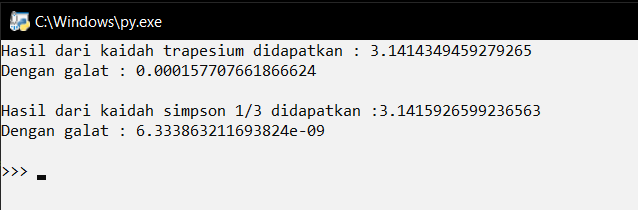 C:\Windows\py.exe
Hasil dari kaidah trapesium didapatkan : 3.1414349459279265
Dengan galat : 0.000157707661866624
Hasil dari kaidah simpson 1/3 didapatkan :3.1415926599236563
Dengan galat : 6.333863211693824e-09
>>>